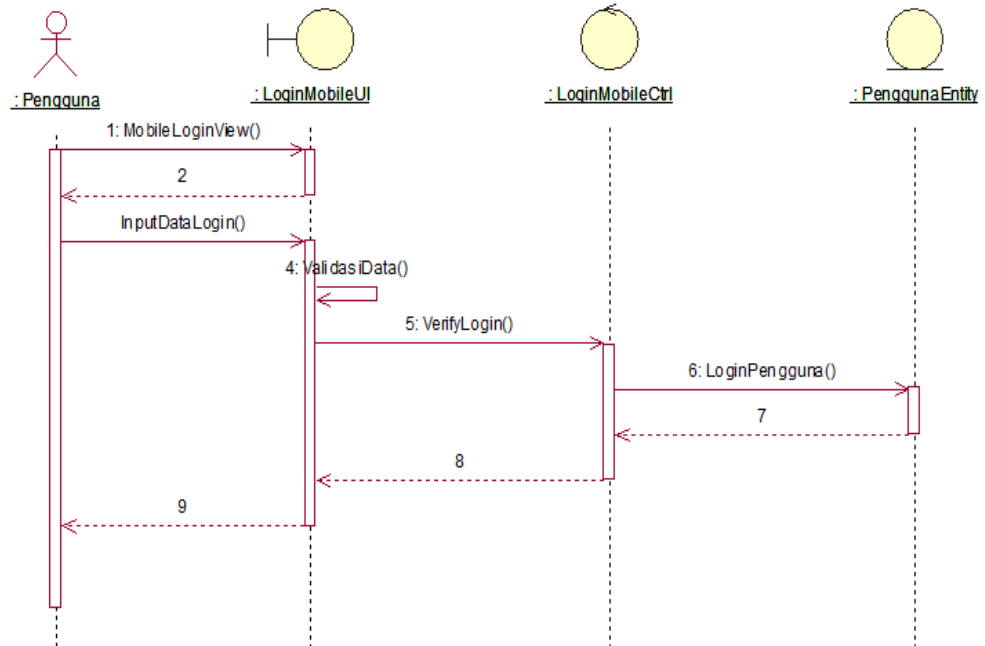 : Pengguna
: LoginMobileUI
: LoginMobileCtrl
: PenggunaEntity
1: MobileLoginView()
2
InputDataLogin()
4: ValidasiData()
5: VerifyLogin()
6: LoginPengguna()
7
8
9